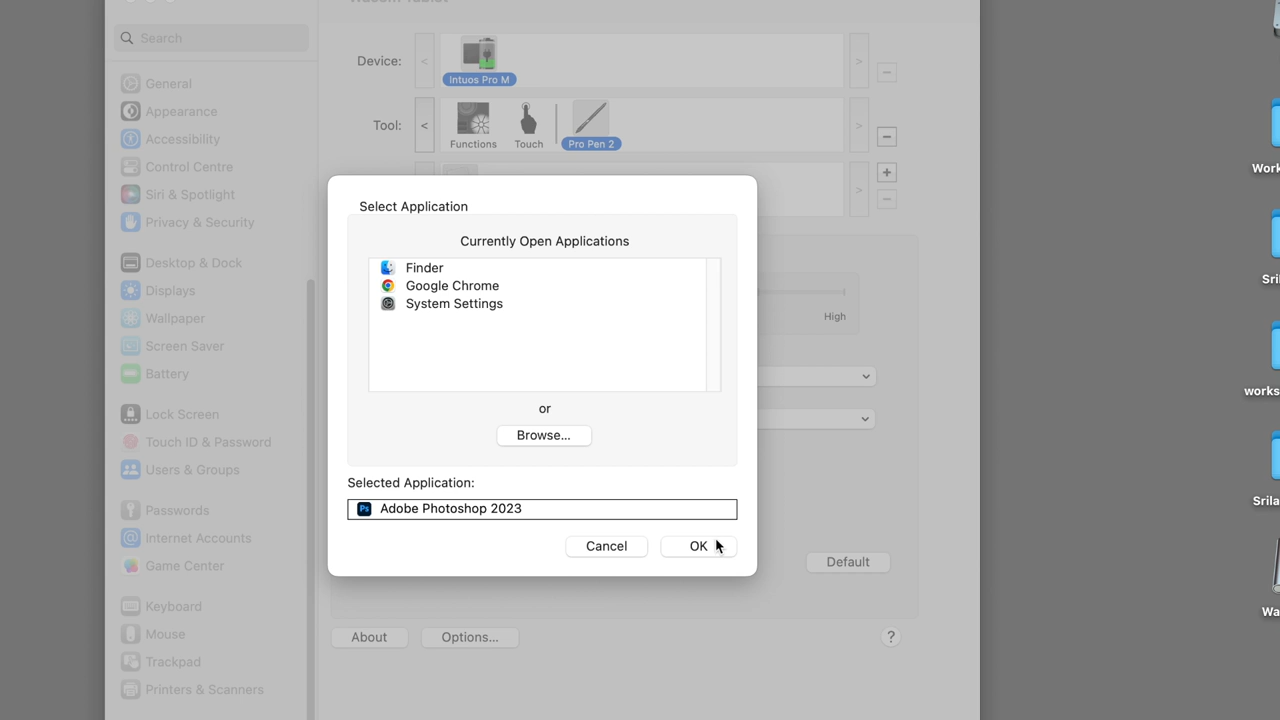 Search
Device:
<
>
−
Intuos Pro M
General
Appearance
Tool:
<
>
−
Functions
Touch
Pro Pen 2
Accessibility
Control Centre
+
>
−
Siri & Spotlight
Privacy & Security
Desktop & Dock
Displays
Wallpaper
Screen Saver
Battery
Lock Screen
Touch ID & Password
Users & Groups
Passwords
Internet Accounts
Game Center
Keyboard
Mouse
Trackpad
Printers & Scanners
Select Application
Currently Open Applications
Finder
Google Chrome
System Settings
or
Browse...
Selected Application:
Ps Adobe Photoshop 2023
Cancel
OK
High
Default
About
Options...
?
Work
Sril
works
Srila
Wa